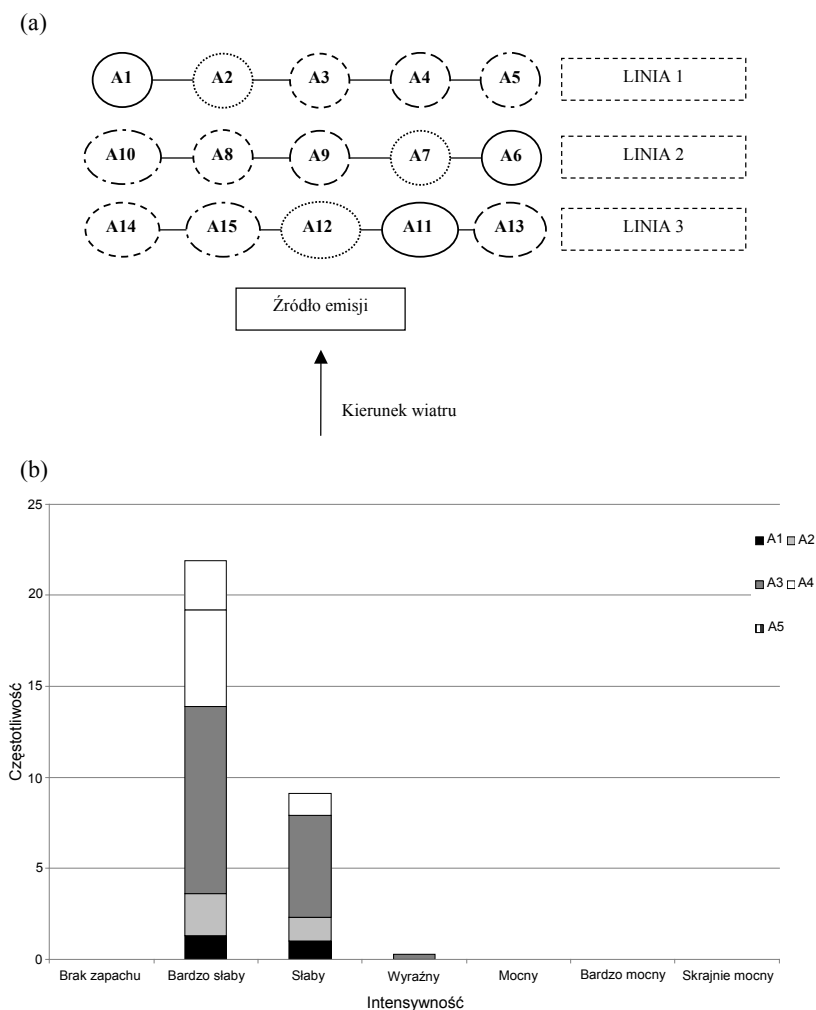 (a)
A1 A2 A3 A4 A5 LINIA 1
A10 A8 A9 A7 A6 LINIA 2
A14 A15 A12 A11 A13 LINIA 3
Źródło emisji
Kierunek wiatru
(b)
25
20
15
10
5
0
Częstotliwość
A1 A2
A3 A4
A5
Brak zapachu Bardzo słaby Słaby Wyraźny Mocny Bardzo mocny Skrajnie mocny
Intensywność